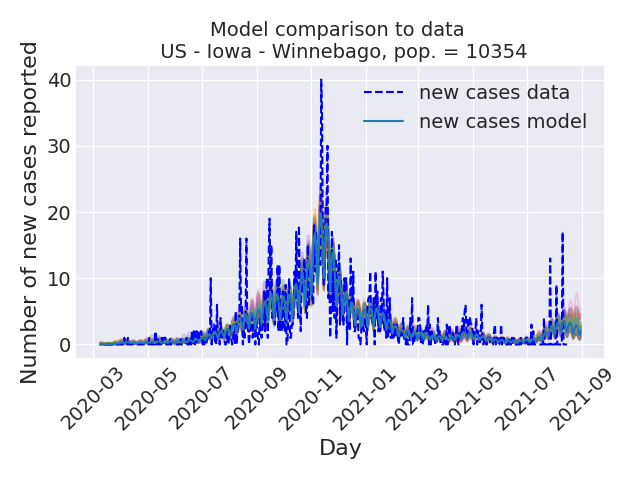 Model comparison to data
US - Iowa - Winnebago, pop. = 10354
Number of new cases reported
40
30
20
10
0
new cases data
new cases model
2020-03
2020-05
2020-07
2020-09
2020-11
2021-01
2021-03
2021-05
2021-07
2021-09
Day